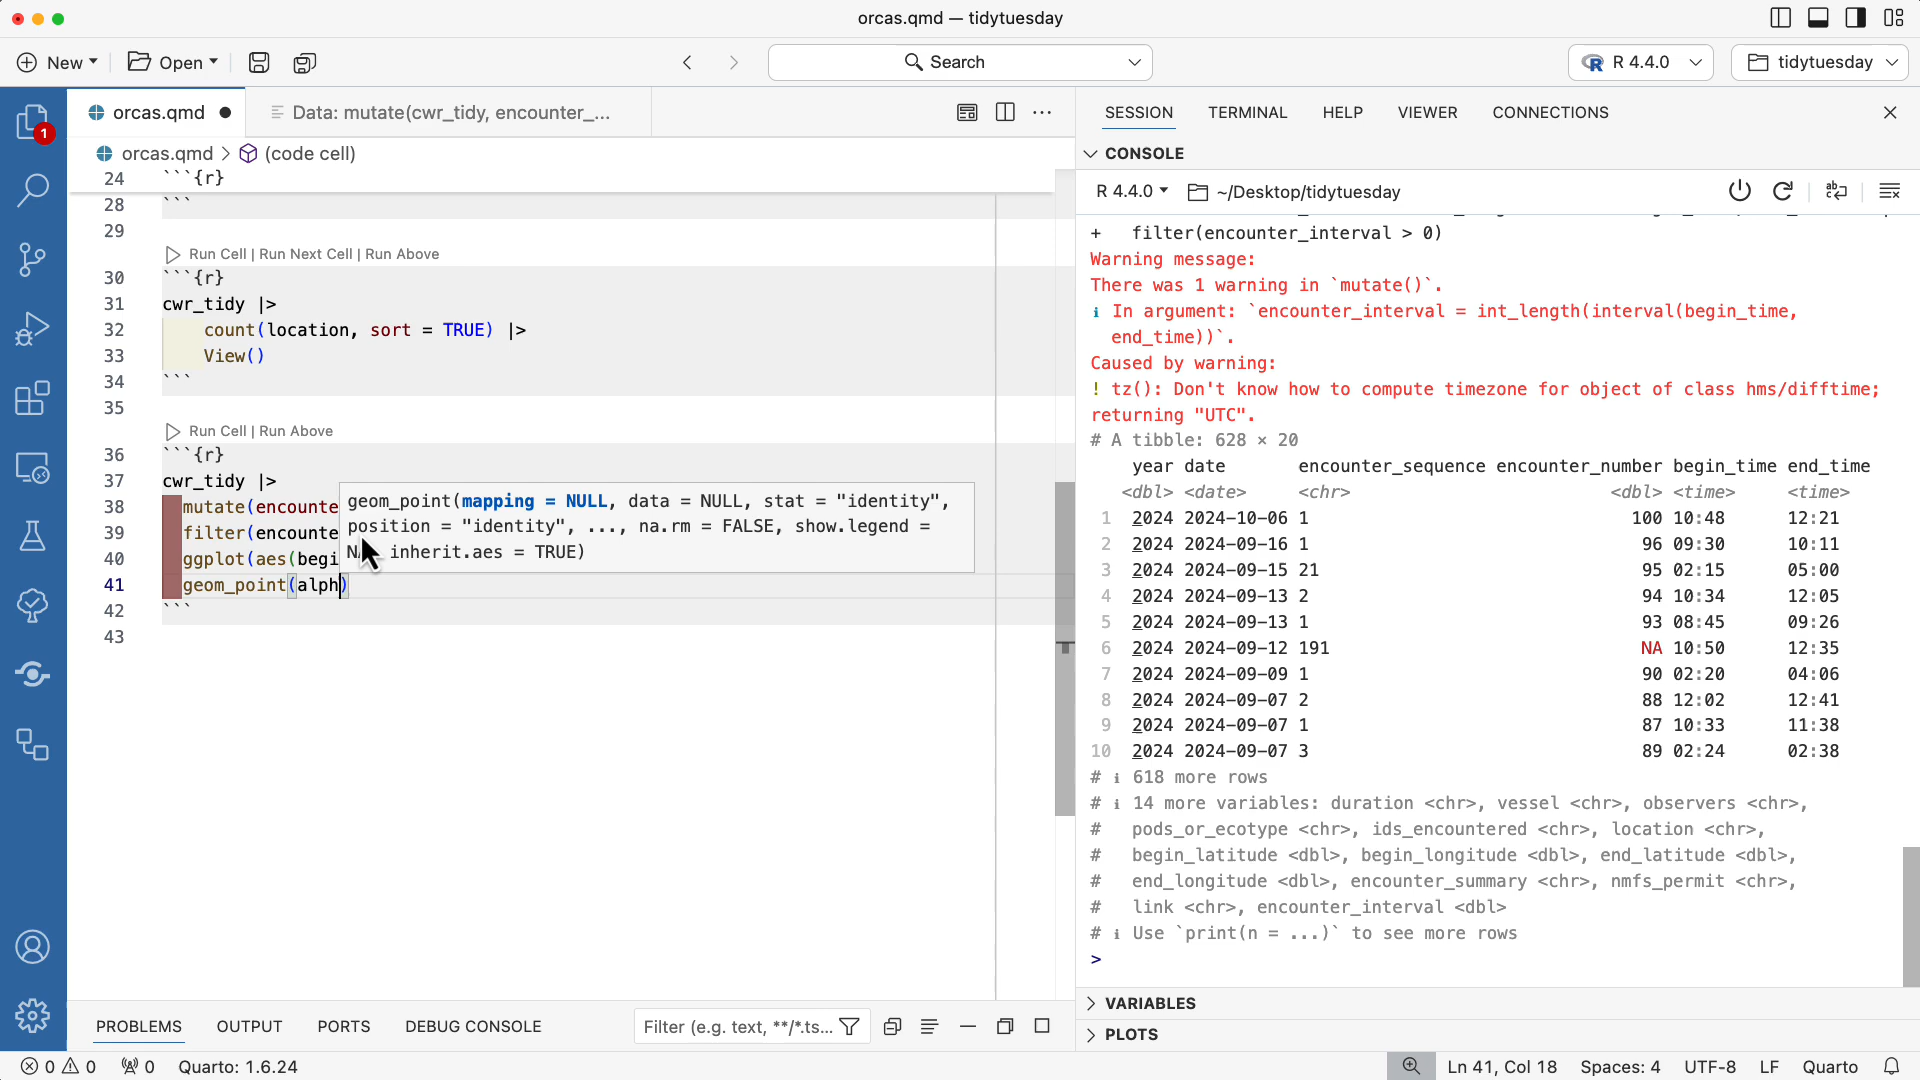 orcas.qmd — tidytuesday
New
Open
Search
R 4.4.0
tidytuesday
orcas.qmd
Data: mutate(cwr_tidy, encounter_...
SESSION
TERMINAL
HELP
VIEWER
CONNECTIONS
1
orcas.qmd > (code cell)
CONSOLE
R 4.4.0
~/Desktop/tidytuesday
24 ```{r}
28 ```
29
Run Cell | Run Next Cell | Run Above
30 ```{r}
31 cwr_tidy |>
32 count(location, sort = TRUE) |>
33 View()
34 ```
35
Run Cell | Run Above
36 ```{r}
37 cwr_tidy |>
38 mutate(encounte
39 filter(encounte
40 ggplot(aes(begi
41 geom_point(alph)
42 ```
43
geom_point(mapping = NULL, data = NULL, stat = "identity",
position = "identity", ..., na.rm = FALSE, show.legend =
inherit.aes = TRUE)
+ filter(encounter_interval > 0)
Warning message:
There was 1 warning in `mutate()`.
ℹ In argument: `encounter_interval = int_length(interval(begin_time,
end_time))`.
Caused by warning:
! tz(): Don't know how to compute timezone for object of class hms/difftime;
returning "UTC".
# A tibble: 628 × 20
year date encounter_sequence encounter_number begin_time end_time
<dbl> <date> <chr> <dbl> <time> <time>
1 2024 2024-10-06 1 100 10:48 12:21
2 2024 2024-09-16 1 96 09:30 10:11
3 2024 2024-09-15 21 95 02:15 05:00
4 2024 2024-09-13 2 94 10:34 12:05
5 2024 2024-09-13 1 93 08:45 09:26
6 2024 2024-09-12 191 NA 10:50 12:35
7 2024 2024-09-09 1 90 02:20 04:06
8 2024 2024-09-07 2 88 12:02 12:41
9 2024 2024-09-07 1 87 10:33 11:38
10 2024 2024-09-07 3 89 02:24 02:38
# ℹ 618 more rows
# ℹ 14 more variables: duration <chr>, vessel <chr>, observers <chr>,
# pods_or_ecotype <chr>, ids_encountered <chr>, location <chr>,
# begin_latitude <dbl>, begin_longitude <dbl>, end_latitude <dbl>,
# end_longitude <dbl>, encounter_summary <chr>, nmfs_permit <chr>,
# link <chr>, encounter_interval <dbl>
# ℹ Use `print(n = ...)` to see more rows
>
VARIABLES
PLOTS
PROBLEMS
OUTPUT
PORTS
DEBUG CONSOLE
Filter (e.g. text, **/*.ts...
0 0 0 Quarto: 1.6.24
Ln 41, Col 18
Spaces: 4
UTF-8
LF
Quarto